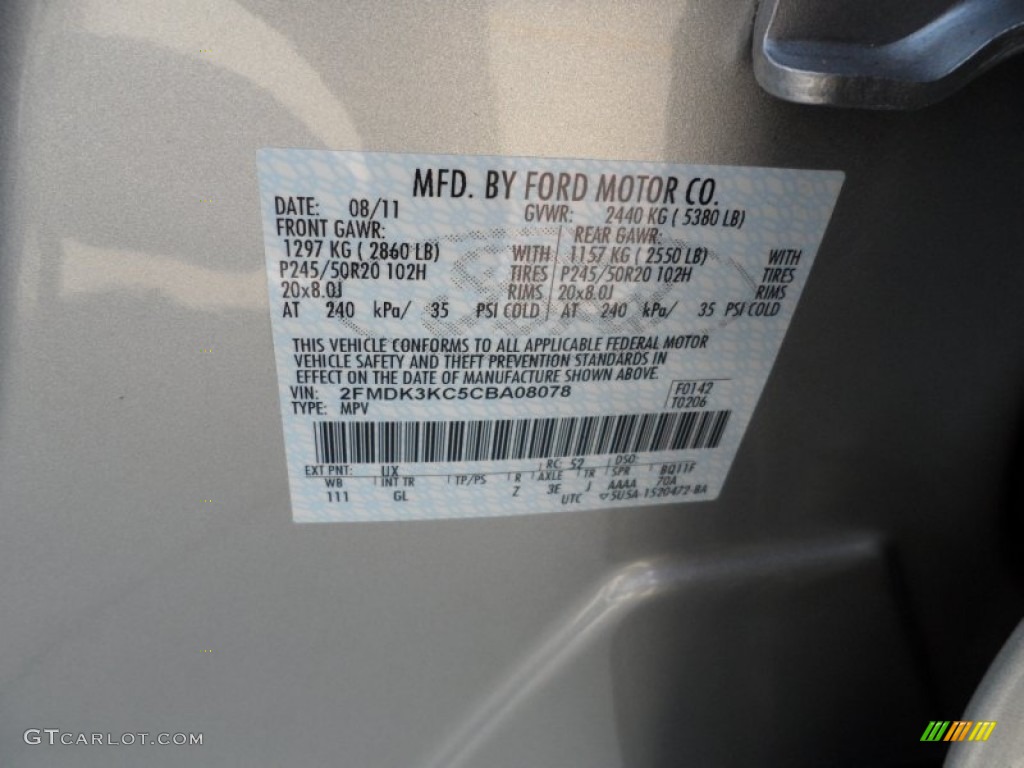 MFD. BY FORD MOTOR CO.
DATE: 08/11 GVWR: 2440 KG ( 5380 LB)
FRONT GAWR: REAR GAWR:
1297 KG ( 2860 LB) WITH 1157 KG ( 2550 LB) WITH
P245/50R20 102H TIRES P245/50R20 102H TIRES
20x8.0J RIMS 20x8.0J RIMS
AT 240 kPa/ 35 PSI COLD AT 240 kPa/ 35 PSI COLD
THIS VEHICLE CONFORMS TO ALL APPLICABLE FEDERAL MOTOR
VEHICLE SAFETY AND THEFT PREVENTION STANDARDS IN
EFFECT ON THE DATE OF MANUFACTURE SHOWN ABOVE.
VIN: 2FMDK3KC5CBA08078 F0142
TYPE: MPV T0206
EXT PNT: UX RC: 52 DSO:
WB INT TR TP/PS R AXLE TR SPR BQ11F
111 GL Z 3E J AAAA 70A
UTC ▽5U5A-1520472-BA
GTCARLOT.COM